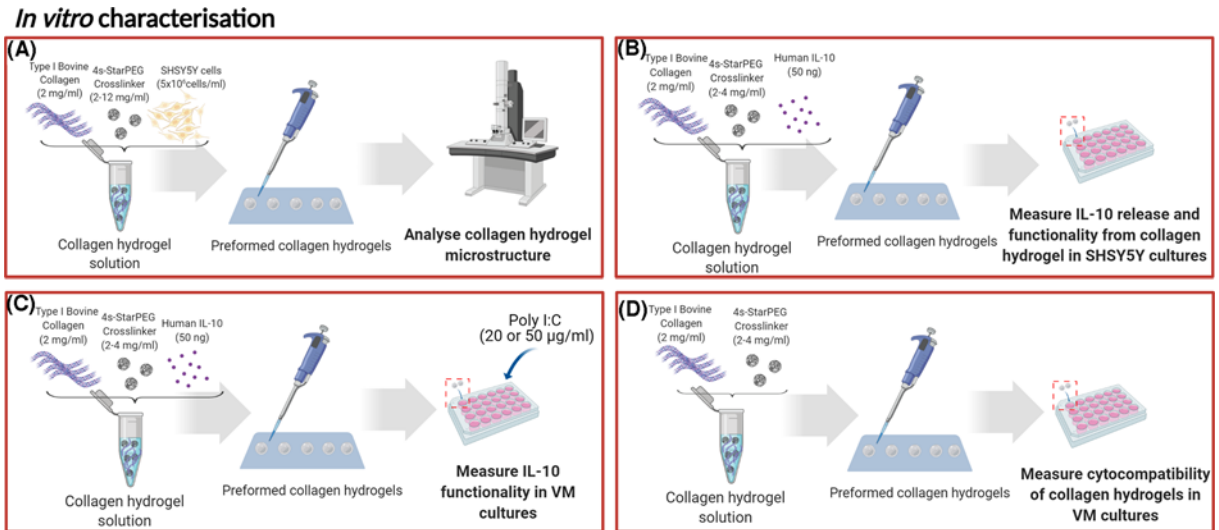 In vitro characterisation
(A)
Type I Bovine
Collagen
(2 mg/ml)
4s-StarPEG
Crosslinker
(2-12 mg/ml)
SHSY5Y cells
(5x10⁶cells/ml)
Collagen hydrogel
solution
Preformed collagen hydrogels
Analyse collagen hydrogel
microstructure
(B)
Type I Bovine
Collagen
(2 mg/ml)
4s-StarPEG
Crosslinker
(2-4 mg/ml)
Human IL-10
(50 ng)
Collagen hydrogel
solution
Preformed collagen hydrogels
Measure IL-10 release and
functionality from collagen
hydrogel in SHSY5Y cultures
(C)
Type I Bovine
Collagen
(2 mg/ml)
4s-StarPEG
Crosslinker
(2-4 mg/ml)
Human IL-10
(50 ng)
Collagen hydrogel
solution
Preformed collagen hydrogels
Poly I:C
(20 or 50 µg/ml)
Measure IL-10
functionality in VM
cultures
(D)
Type I Bovine
Collagen
(2 mg/ml)
4s-StarPEG
Crosslinker
(2-4 mg/ml)
Collagen hydrogel
solution
Preformed collagen hydrogels
Measure cytocompatibility
of collagen hydrogels in
VM cultures